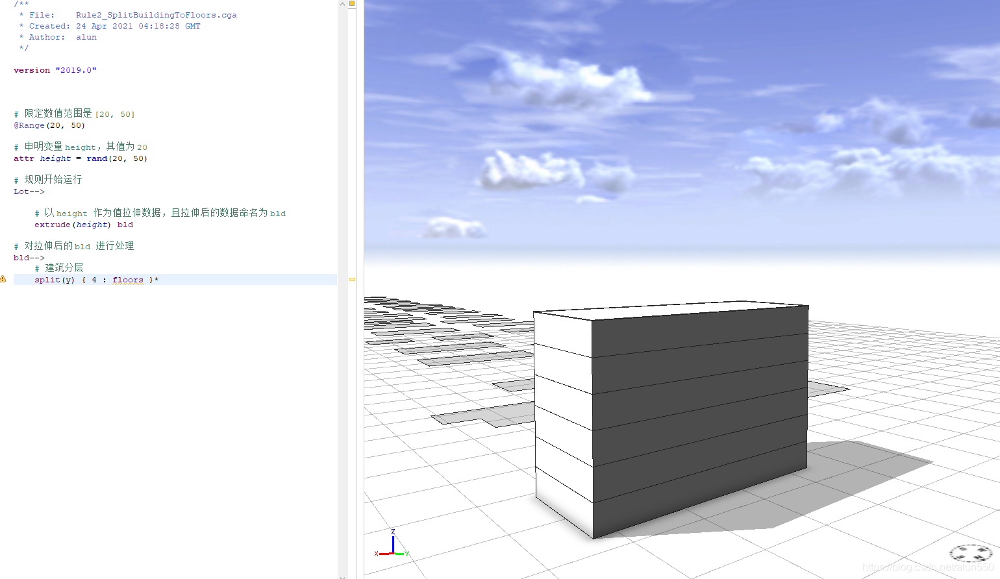 /**
 * File:    Rule2_SplitBuildingToFloors.cga
 * Created: 24 Apr 2021 04:18:28 GMT
 * Author:  alun
 */
version "2019.0"
# 限定数值范围是 [20, 50]
@Range(20, 50)
# 申明变量 height，其值为 20
attr height = rand(20, 50)
# 规则开始运行
Lot-->
# 以 height 作为值拉伸数据，且拉伸后的数据命名为 bld
extrude(height) bld
# 对拉伸后的 bld 进行处理
bld-->
# 建筑分层
split(y) { 4 : floors }*
Z
X Y
https://blog.csdn.net/alun550